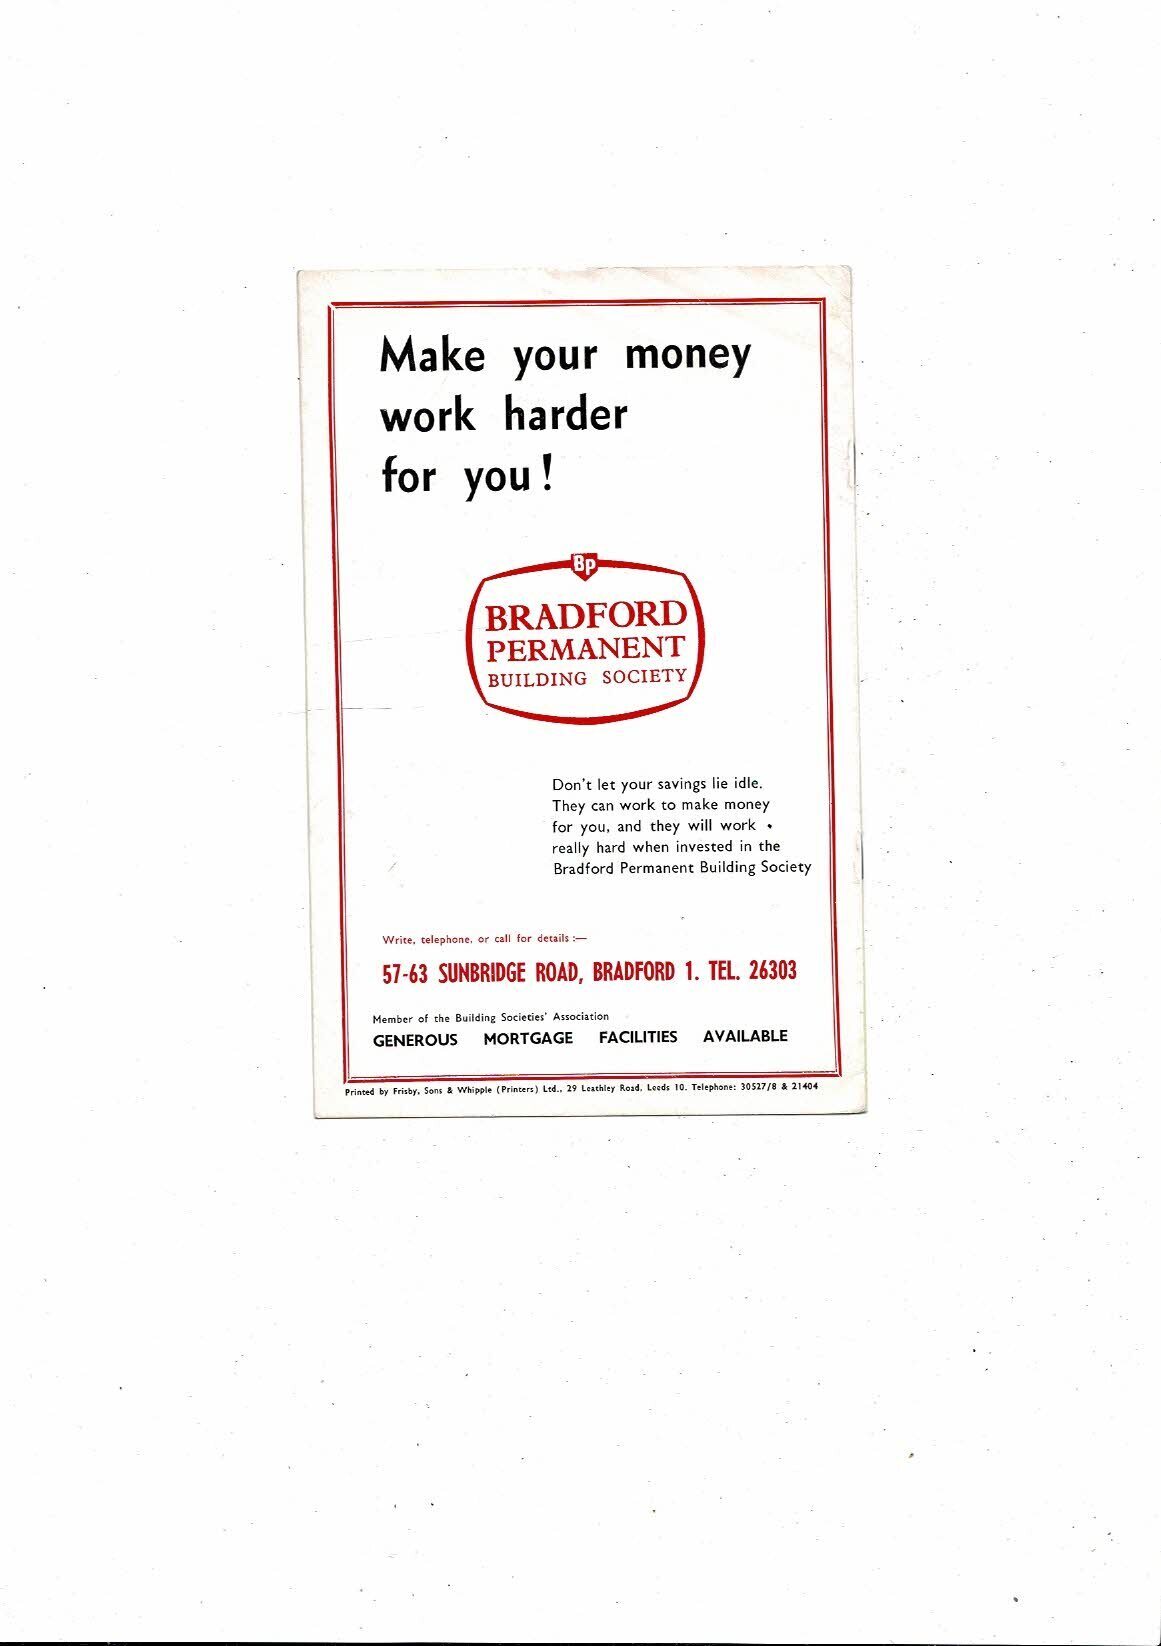 Make your money
work harder
for you!
Bp
BRADFORD
PERMANENT
BUILDING SOCIETY
Don't let your savings lie idle.
They can work to make money
for you, and they will work
really hard when invested in the
Bradford Permanent Building Society
Write, telephone, or call for details :—
57-63 SUNBRIDGE ROAD, BRADFORD 1. TEL. 26303
Member of the Building Societies' Association
GENEROUS MORTGAGE FACILITIES AVAILABLE
Printed by Frisby, Sons & Whipple (Printers) Ltd., 29 Leathley Road, Leeds 10. Telephone: 30527/8 & 21404